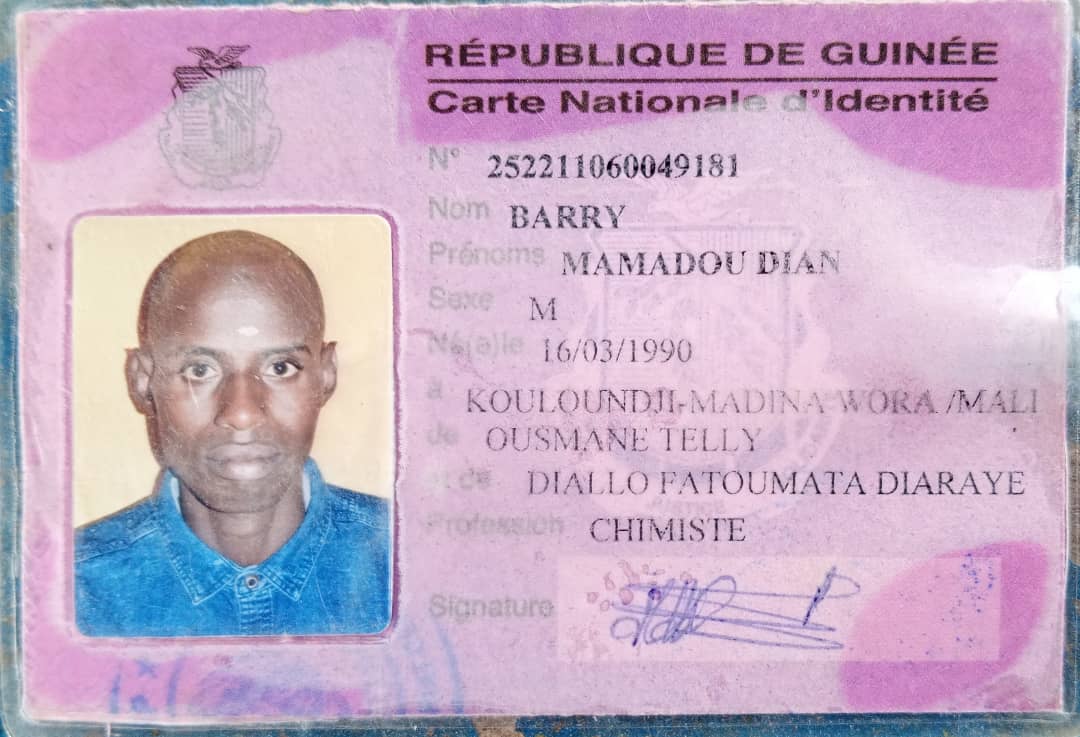 RÉPUBLIQUE DE GUINÉE
Carte Nationale d'Identité
N° 252211060049181
Nom BARRY
Prénoms MAMADOU DIAN
Sexe M
Né(e)le 16/03/1990
à KOULOUNDJI-MADINA WORA /MALI
de OUSMANE TELLY
et de DIALLO FATOUMATA DIARAYE
Profession CHIMISTE
Signature